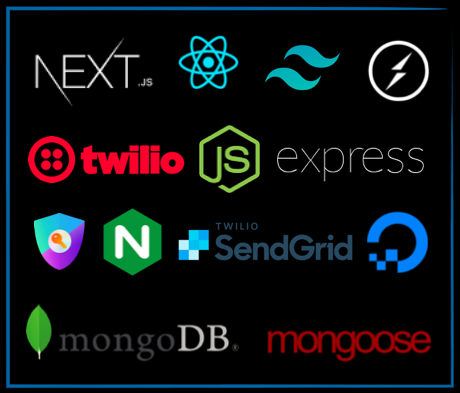 NEXT.JS
twilio JS express
N TWILIO
SendGrid
mongoDB® mongoose